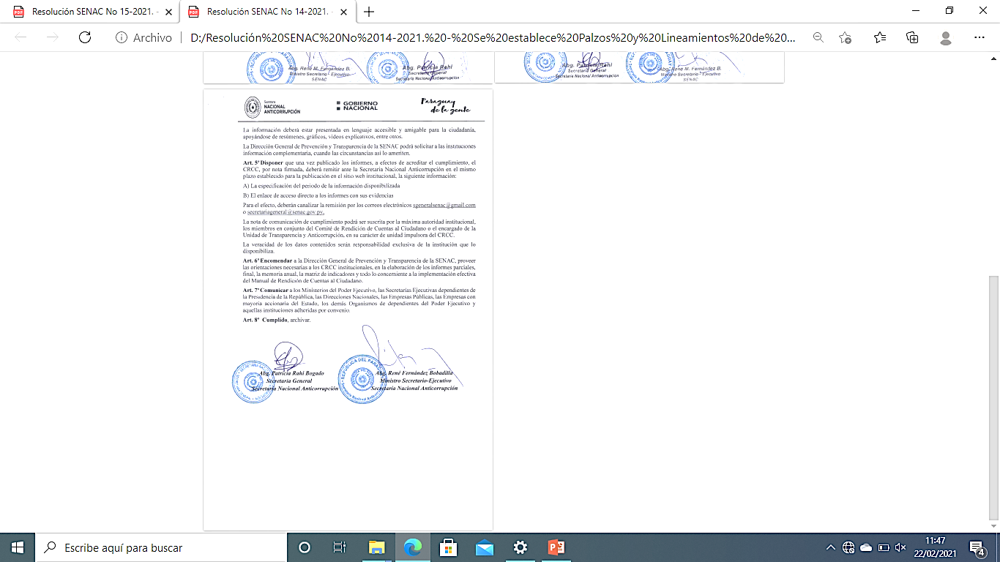 Resolución SENAC No 15-2021. -
Resolución SENAC No 14-2021. -
Archivo
D:/Resolución%20SENAC%20No%2014-2021.%20-%20Se%20establece%20Palzos%20y%20Lineamientos%20de%20...
Abg. René M. Fernández B.
Ministro Secretario - Ejecutivo
SENAC
Abg. Patricia Rahi
Secretaria General
Secretaría Nacional Anticorrupción
Abg. Patricia Rahi
Secretaria General
Secretaría Nacional Anticorrupción
Abg. René M. Fernández B.
Ministro Secretario - Ejecutivo
SENAC
NACIONAL
ANTICORRUPCIÓN
GOBIERNO
NACIONAL
Paraguay
de la gente
La información deberá estar presentada en lenguaje accesible y amigable para la ciudadanía,
apoyándose de resúmenes, gráficos, videos explicativos, entre otros.
La Dirección General de Prevención y Transparencia de la SENAC podrá solicitar a las instituciones
información complementaria, cuando las circunstancias así lo ameriten.
Art. 5º Disponer que una vez publicado los informes, a efectos de acreditar el cumplimiento, el
CRCC, por nota firmada, deberá remitir ante la Secretaría Nacional Anticorrupción en el mismo
plazo establecido para la publicación en el sitio web institucional, la siguiente información:
A) La especificación del periodo de la información disponibilizada
B) El enlace de acceso directo a los informes con sus evidencias
Para el efecto, deberán canalizar la remisión por los correos electrónicos sgeneralsenac@gmail.com
o secretariageneral@senac.gov.py.
La nota de comunicación de cumplimiento podrá ser suscrita por la máxima autoridad institucional,
los miembros en conjunto del Comité de Rendición de Cuentas al Ciudadano o el encargado de la
Unidad de Transparencia y Anticorrupción, en su carácter de unidad impulsora del CRCC.
La veracidad de los datos contenidos serán responsabilidad exclusiva de la institución que lo
disponibiliza.
Art. 6º Encomendar a la Dirección General de Prevención y Transparencia de la SENAC, proveer
las orientaciones necesarias a los CRCC institucionales, en la elaboración de los informes parciales,
final, la memoria anual, la matriz de indicadores y todo lo concerniente a la implementación efectiva
del Manual de Rendición de Cuentas al Ciudadano.
Art. 7º Comunicar a los Ministerios del Poder Ejecutivo, las Secretarías Ejecutivas dependientes de
la Presidencia de la República, las Direcciones Nacionales, las Empresas Públicas, las Empresas con
mayoría accionaria del Estado, los demás Organismos de dependientes del Poder Ejecutivo y
aquellas instituciones adheridas por convenio.
Art. 8º Cumplido, archivar.
Abg. Patricia Rahi Bogado
Secretaria General
Secretaría Nacional Anticorrupción
Abg. René Fernández Bobadilla
Ministro Secretario-Ejecutivo
Secretaría Nacional Anticorrupción
Escribe aquí para buscar
11:47
22/02/2021
4